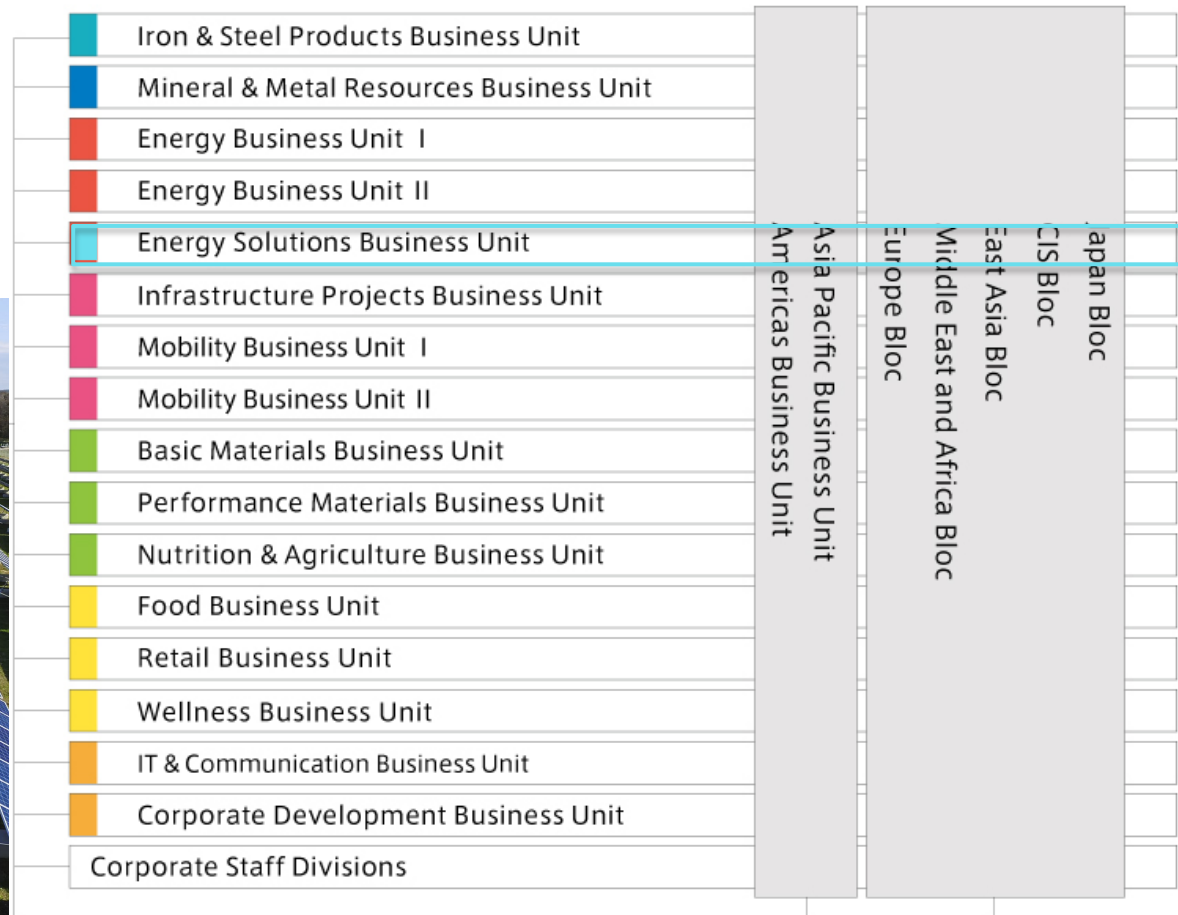 Iron & Steel Products Business Unit
Mineral & Metal Resources Business Unit
Energy Business Unit I
Energy Business Unit II
Energy Solutions Business Unit
Infrastructure Projects Business Unit
Mobility Business Unit I
Mobility Business Unit II
Basic Materials Business Unit
Performance Materials Business Unit
Nutrition & Agriculture Business Unit
Food Business Unit
Retail Business Unit
Wellness Business Unit
IT & Communication Business Unit
Corporate Development Business Unit
Corporate Staff Divisions
Americas Business Unit
Asia Pacific Business Unit
Europe Bloc
Middle East and Africa Bloc
East Asia Bloc
CIS Bloc
Japan Bloc